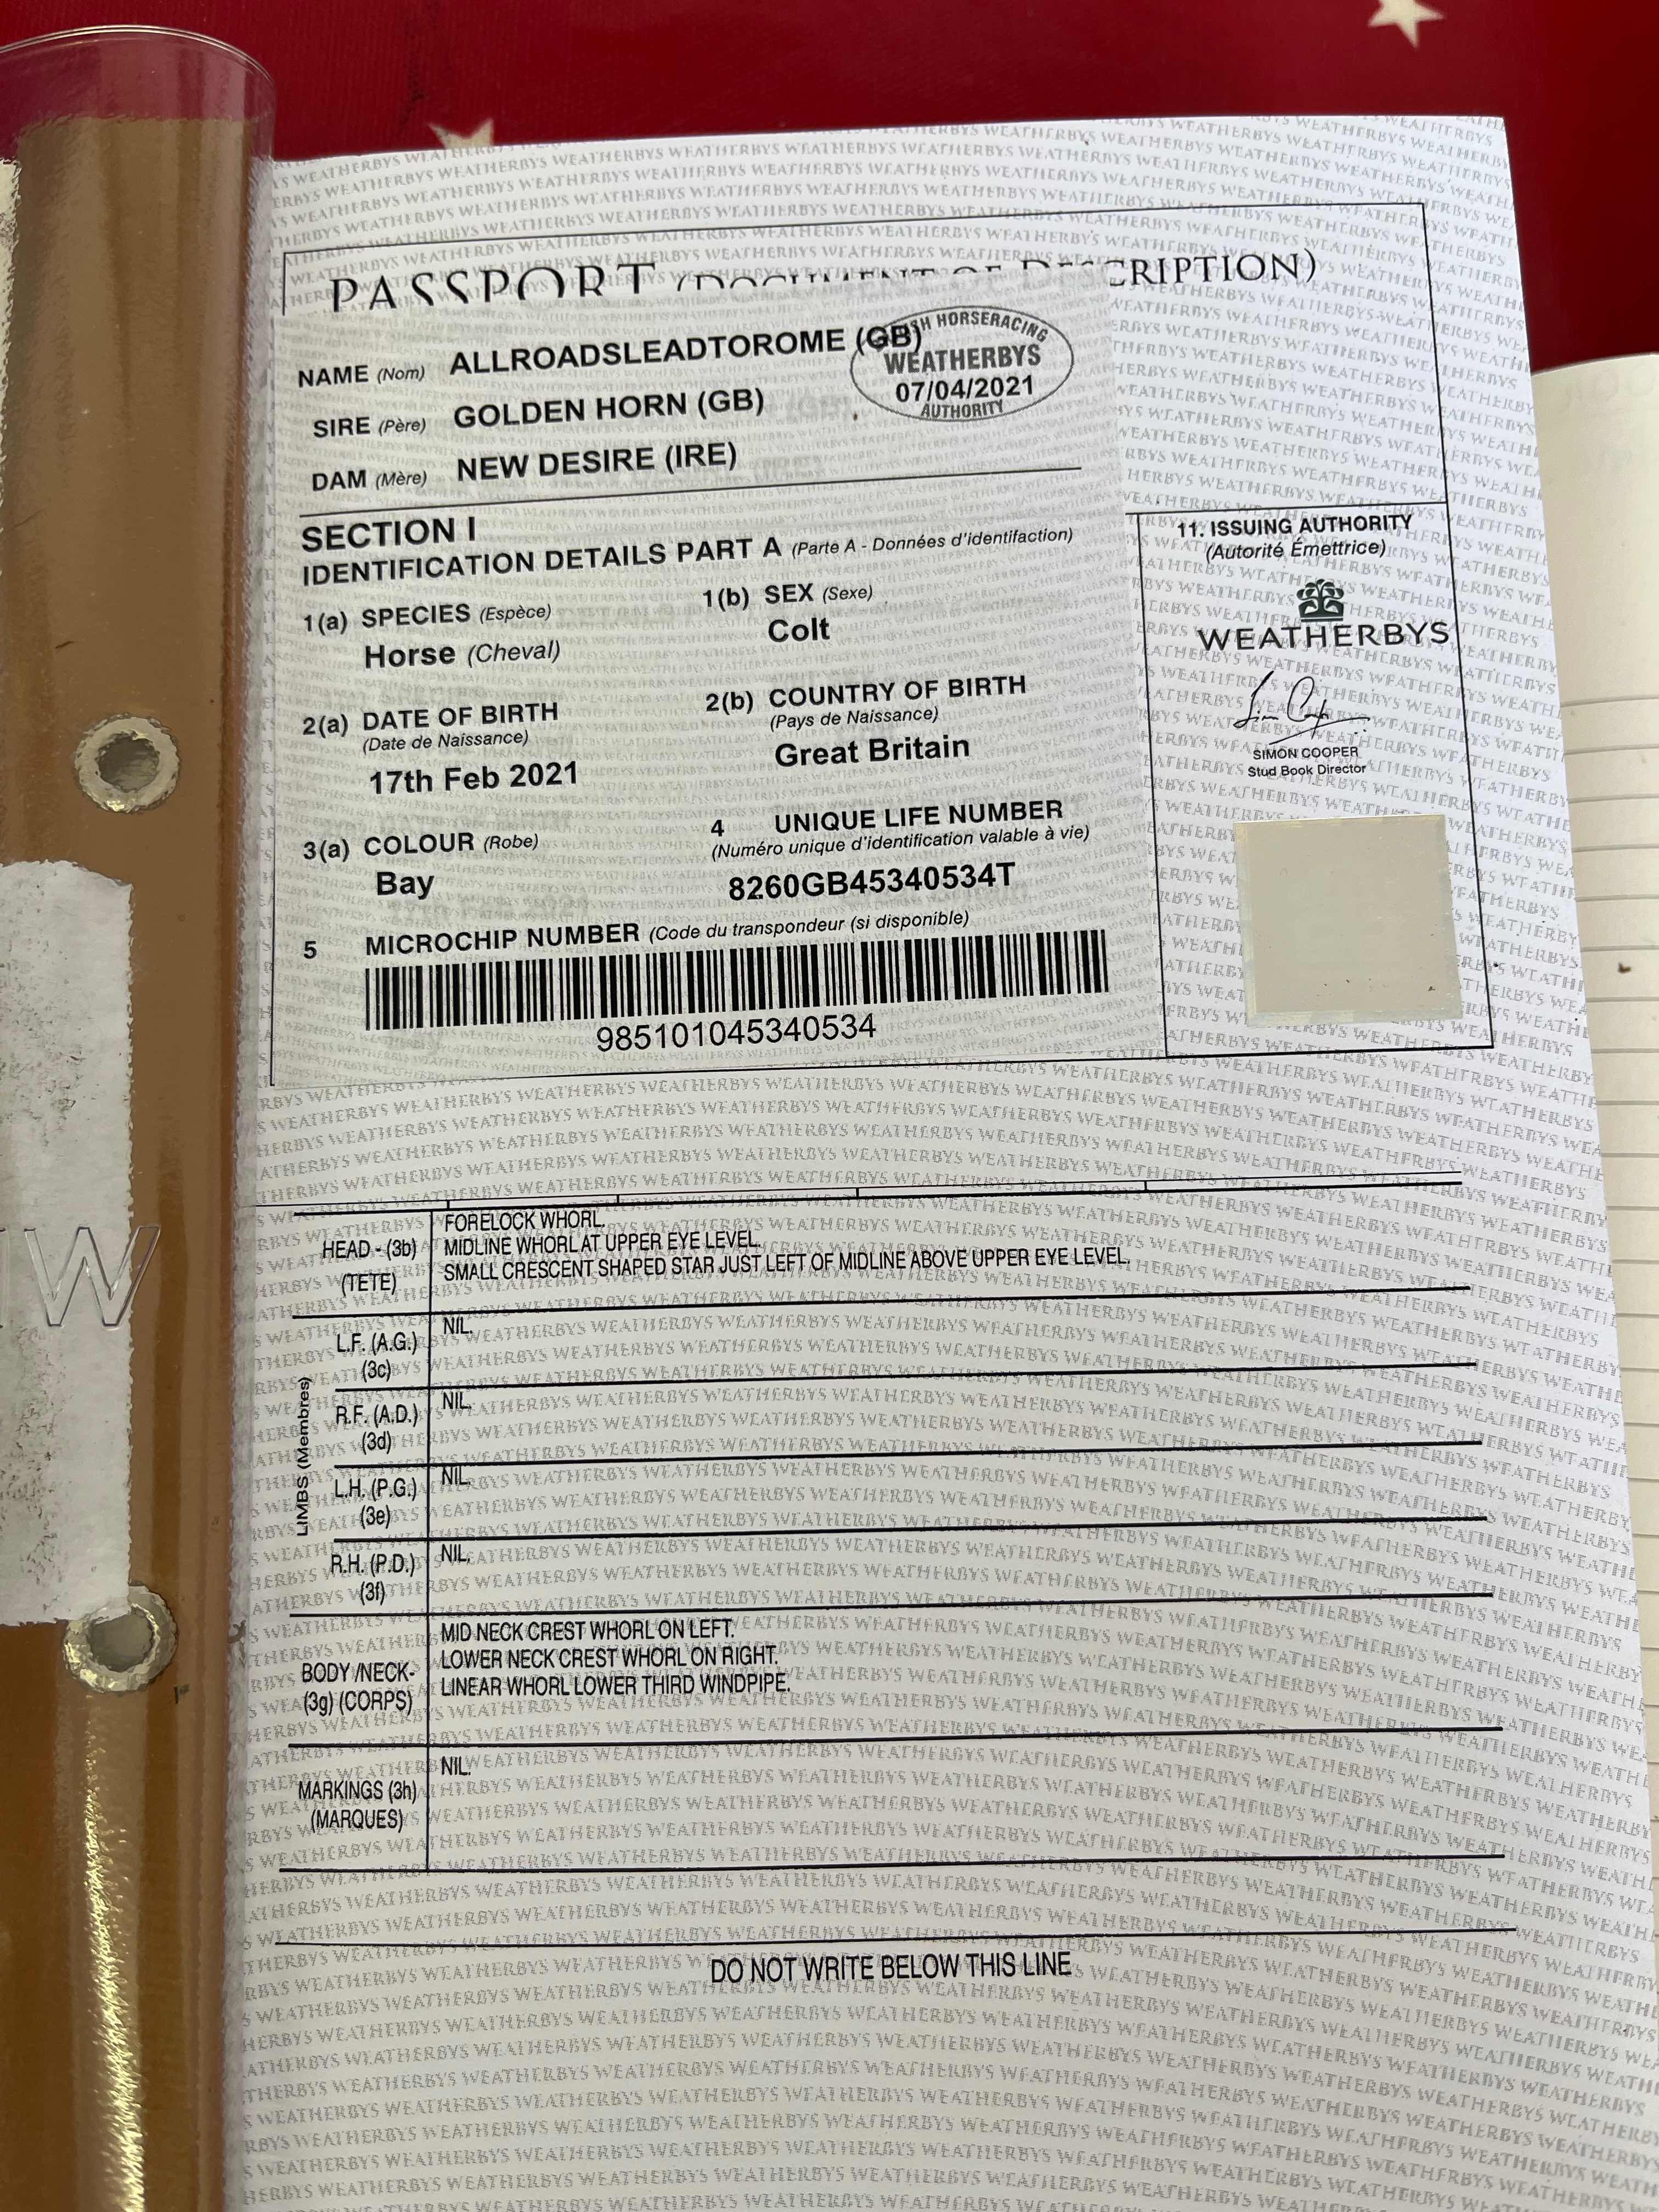 PASSPORT (DOCUMENT OF DESCRIPTION)
NAME (Nom) ALLROADSLEADTOROME (GB)
SIRE (Père) GOLDEN HORN (GB)
DAM (Mère) NEW DESIRE (IRE)
HORSERACING
WEATHERBYS
07/04/2021
AUTHORITY
SECTION I
IDENTIFICATION DETAILS PART A (Parte A - Données d'identifaction)
1(a) SPECIES (Espèce)
Horse (Cheval)
1(b) SEX (Sexe)
Colt
2(a) DATE OF BIRTH
(Date de Naissance)
17th Feb 2021
2(b) COUNTRY OF BIRTH
(Pays de Naissance)
Great Britain
3(a) COLOUR (Robe)
Bay
4 UNIQUE LIFE NUMBER
(Numéro unique d'identification valable à vie)
8260GB45340534T
5 MICROCHIP NUMBER (Code du transpondeur (si disponible)
985101045340534
11. ISSUING AUTHORITY
(Autorité Émettrice)
WEATHERBYS
SIMON COOPER
Stud Book Director
HEAD - (3b)
(TETE)
FORELOCK WHORL.
MIDLINE WHORL AT UPPER EYE LEVEL.
SMALL CRESCENT SHAPED STAR JUST LEFT OF MIDLINE ABOVE UPPER EYE LEVEL.
LIMBS (Membres)
L.F. (A.G.)
(3c)
NIL.
R.F. (A.D.)
(3d)
NIL.
L.H. (P.G.)
(3e)
NIL.
R.H. (P.D.)
(3f)
NIL.
BODY /NECK-
(3g) (CORPS)
MID NECK CREST WHORL ON LEFT.
LOWER NECK CREST WHORL ON RIGHT.
LINEAR WHORL LOWER THIRD WINDPIPE.
MARKINGS (3h)
(MARQUES)
NIL.
DO NOT WRITE BELOW THIS LINE
W